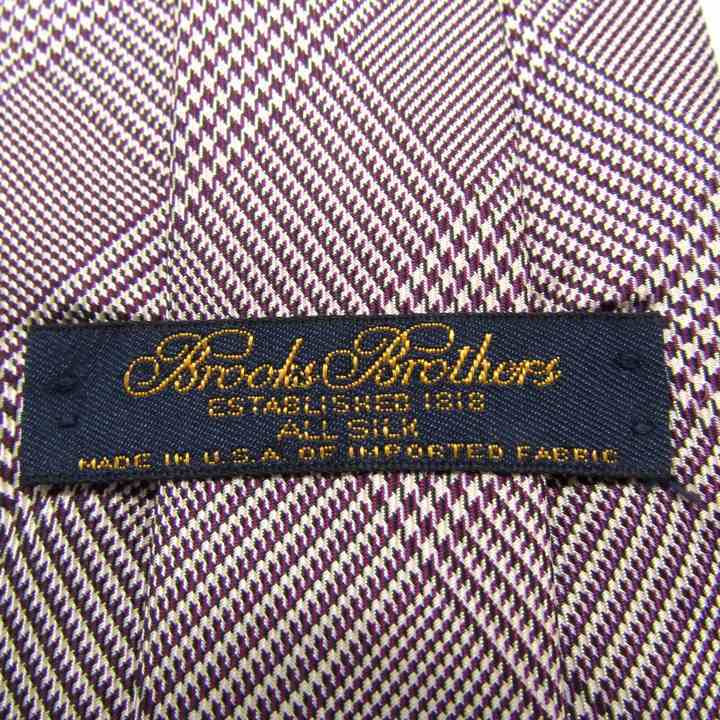 Brooks Brothers
ESTABLISHED 1818
ALL SILK
MADE IN U.S.A. OF IMPORTED FABRIC